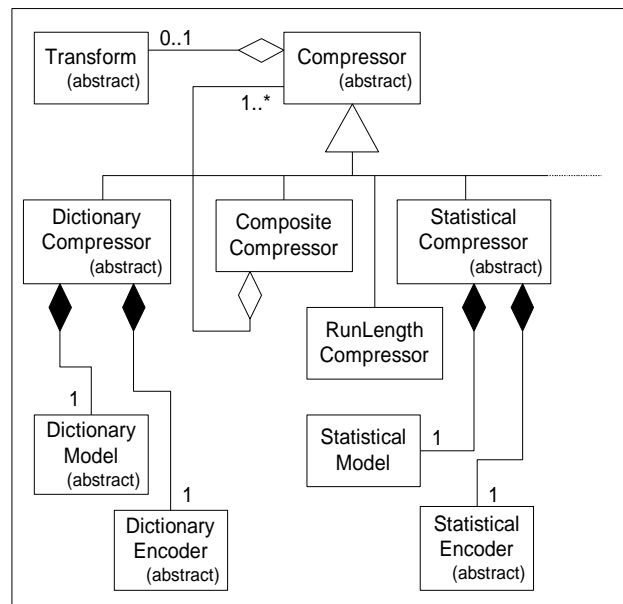 0..1
Transform
(abstract)
Compressor
(abstract)
1..*
Dictionary
Compressor
(abstract)
Composite
Compressor
Statistical
Compressor
(abstract)
RunLength
Compressor
1
Dictionary
Model
(abstract)
Statistical
Model
1
1
Dictionary
Encoder
(abstract)
1
Statistical
Encoder
(abstract)